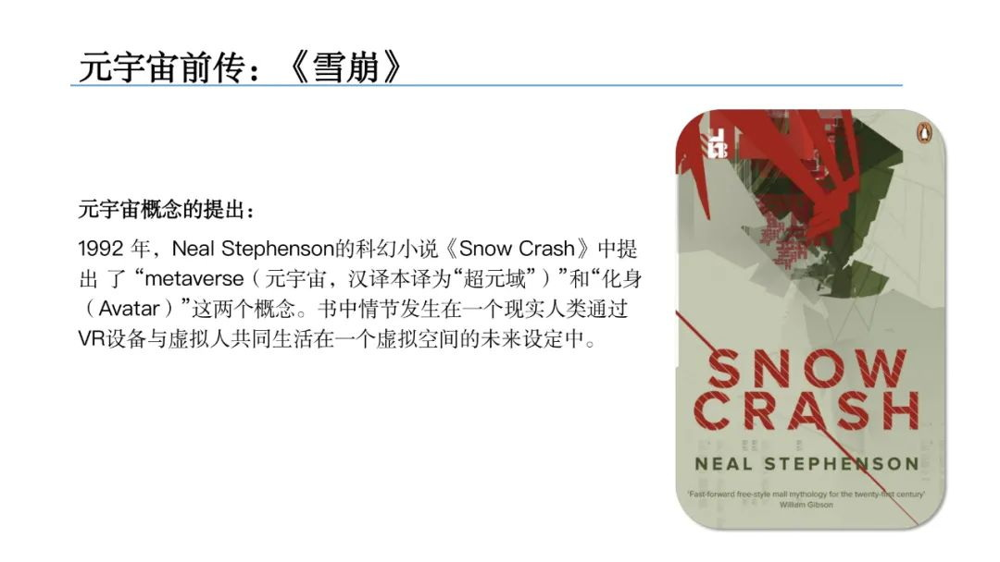 元宇宙前传：《雪崩》
元宇宙概念的提出：
1992 年，Neal Stephenson的科幻小说《Snow Crash》中提
出 了 “metaverse（元宇宙，汉译本译为“超元域”）”和“化身
（Avatar）”这两个概念。书中情节发生在一个现实人类通过
VR设备与虚拟人共同生活在一个虚拟空间的未来设定中。
SNOW
CRASH
NEAL STEPHENSON
'Fast-forward free-style mall mythology for the twenty-first century'
William Gibson